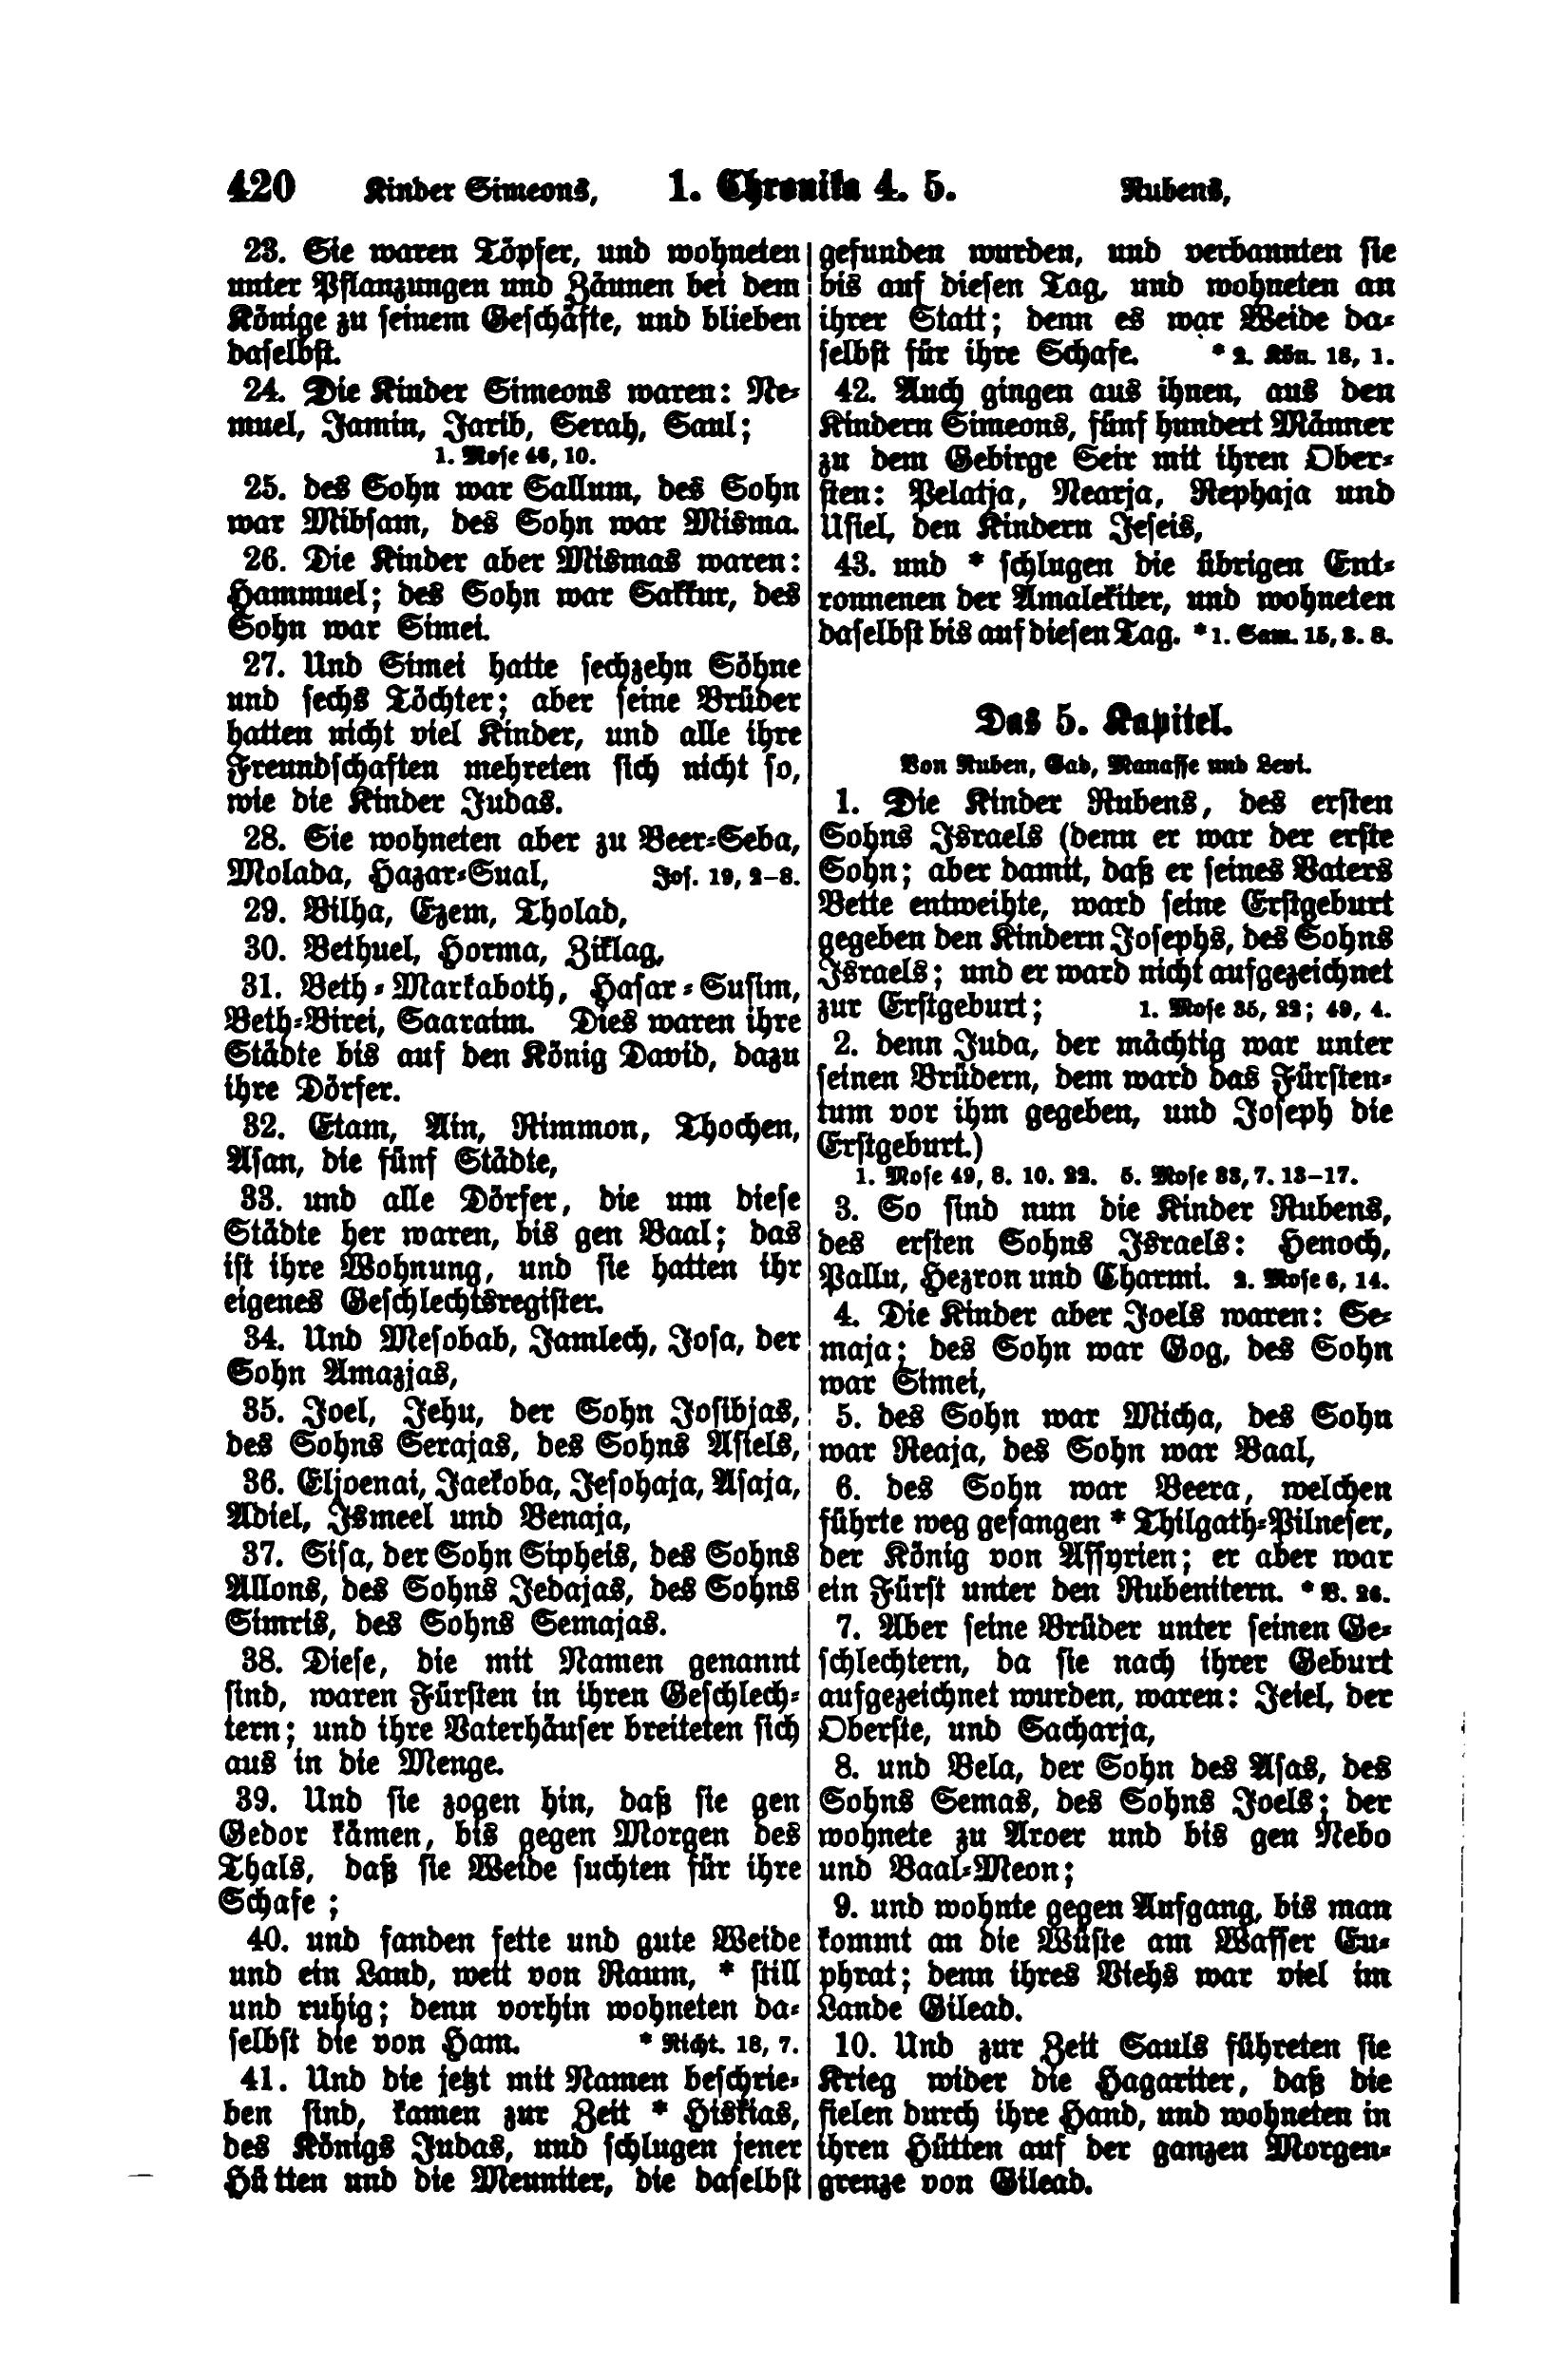 420 Kinder Simeons, 1. Chronika 4. 5. Rubens,
23. Sie waren Töpfer, und wohneten
unter Pflanzungen und Zäunen bei dem
Könige zu seinem Geschäfte, und blieben
daselbst.
24. Die Kinder Simeons waren: Ne-
muel, Jamin, Jarib, Serah, Saul;
1. Mose 46, 10.
25. des Sohn war Sallum, des Sohn
war Mibsam, des Sohn war Misma.
26. Die Kinder aber Mismas waren:
Hammuel; des Sohn war Sakkur, des
Sohn war Simei.
27. Und Simei hatte sechzehn Söhne
und sechs Töchter; aber seine Brüder
hatten nicht viel Kinder, und alle ihre
Freundschaften mehreten sich nicht so,
wie die Kinder Judas.
28. Sie wohneten aber zu Beer-Seba,
Molada, Hazar-Sual, Jos. 19, 2–8.
29. Bilha, Ezem, Tholad,
30. Bethuel, Horma, Ziklag,
31. Beth-Markaboth, Hasar-Susim,
Beth-Birei, Saaraim. Dies waren ihre
Städte bis auf den König David, dazu
ihre Dörfer.
32. Etam, Ain, Rimmon, Thochen,
Asan, die fünf Städte,
33. und alle Dörfer, die um diese
Städte her waren, bis gen Baal; das
ist ihre Wohnung, und sie hatten ihr
eigenes Geschlechtsregister.
34. Und Mesobab, Jamlech, Josa, der
Sohn Amazjas,
35. Joel, Jehu, der Sohn Josibjas,
des Sohns Serajas, des Sohns Asiels,
36. Eljoenai, Jaekoba, Jesohaja, Asaja,
Adiel, Ismeel und Benaja,
37. Sisa, der Sohn Sipheis, des Sohns
Allons, des Sohns Jedajas, des Sohns
Simris, des Sohns Semajas.
38. Diese, die mit Namen genannt
sind, waren Fürsten in ihren Geschlech-
tern; und ihre Vaterhäuser breiteten sich
aus in die Menge.
39. Und sie zogen hin, daß sie gen
Gedor kämen, bis gegen Morgen des
Thals, daß sie Weide suchten für ihre
Schafe;
40. und fanden fette und gute Weide
und ein Land, weit von Raum, * still
und ruhig; denn vorhin wohneten da-
selbst die von Ham. * Richt. 18, 7.
41. Und die jetzt mit Namen beschrie-
ben sind, kamen zur Zeit * Hiskias,
des Königs Judas, und schlugen jener
Hütten und die Meuniter, die daselbst
gefunden wurden, und verbannten sie
bis auf diesen Tag, und wohneten an
ihrer Statt; denn es war Weide da-
selbst für ihre Schafe. * 2. Kön. 18, 1.
42. Auch gingen aus ihnen, aus den
Kindern Simeons, fünf hundert Männer
zu dem Gebirge Seir mit ihren Ober-
sten: Pelatja, Nearja, Rephaja und
Usiel, den Kindern Jeseis,
43. und * schlugen die übrigen Ent-
ronnenen der Amalekiter, und wohneten
daselbst bis auf diesen Tag. * 1. Sam. 15, 3. 8.
Das 5. Kapitel.
Von Ruben, Gad, Manasse und Levi.
1. Die Kinder Rubens, des ersten
Sohns Israels (denn er war der erste
Sohn; aber damit, daß er seines Vaters
Bette entweihte, ward seine Erstgeburt
gegeben den Kindern Josephs, des Sohns
Israels; und er ward nicht aufgezeichnet
zur Erstgeburt; 1. Mose 35, 22; 49, 4.
2. denn Juda, der mächtig war unter
seinen Brüdern, dem ward das Fürsten-
tum vor ihm gegeben, und Joseph die
Erstgeburt.)
1. Mose 49, 8. 10. 22. 5. Mose 33, 7. 13–17.
3. So sind nun die Kinder Rubens,
des ersten Sohns Israels: Henoch,
Pallu, Hezron und Charmi. 2. Mose 6, 14.
4. Die Kinder aber Joels waren: Se-
maja; des Sohn war Gog, des Sohn
war Simei,
5. des Sohn war Micha, des Sohn
war Reaja, des Sohn war Baal,
6. des Sohn war Beera, welchen
führte weg gefangen * Thilgath-Pilneser,
der König von Assyrien; er aber war
ein Fürst unter den Rubenitern. * V. 26.
7. Aber seine Brüder unter seinen Ge-
schlechtern, da sie nach ihrer Geburt
aufgezeichnet wurden, waren: Jeiel, der
Oberste, und Sacharja,
8. und Bela, der Sohn des Asas, des
Sohns Semas, des Sohns Joels; der
wohnete zu Aroer und bis gen Nebo
und Baal-Meon;
9. und wohnte gegen Aufgang, bis man
kommt an die Wüste am Wasser Eu-
phrat; denn ihres Viehs war viel im
Lande Gilead.
10. Und zur Zeit Sauls führeten sie
Krieg wider die Hagariter, daß die
fielen durch ihre Hand, und wohneten in
ihren Hütten auf der ganzen Morgen-
grenze von Gilead.